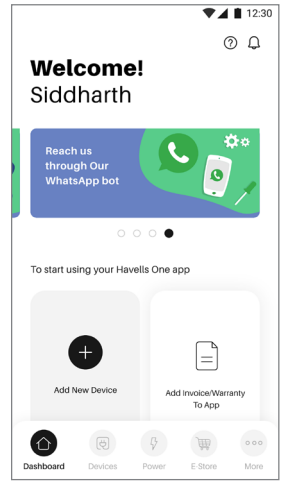 12:30
Welcome!
Siddharth
Reach us
through Our
WhatsApp bot
To start using your Havells One app
Add New Device
Add Invoice/Warranty
To App
Dashboard
Devices
Power
E-Store
More